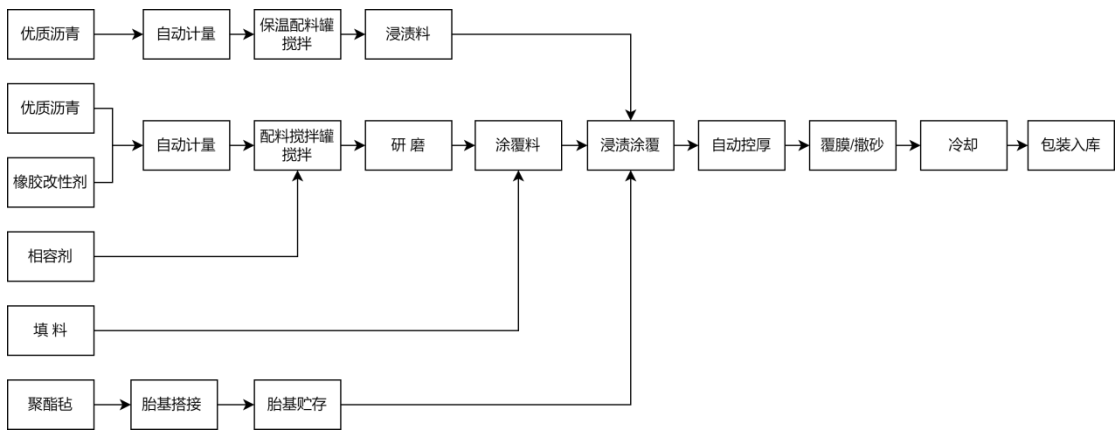 优质沥青
自动计量
保温配料罐
搅拌
浸渍料
优质沥青
橡胶改性剂
自动计量
配料搅拌罐
搅拌
研 磨
涂覆料
浸渍涂覆
自动控厚
覆膜/撒砂
冷却
包装入库
相容剂
填 料
聚酯毡
胎基搭接
胎基贮存